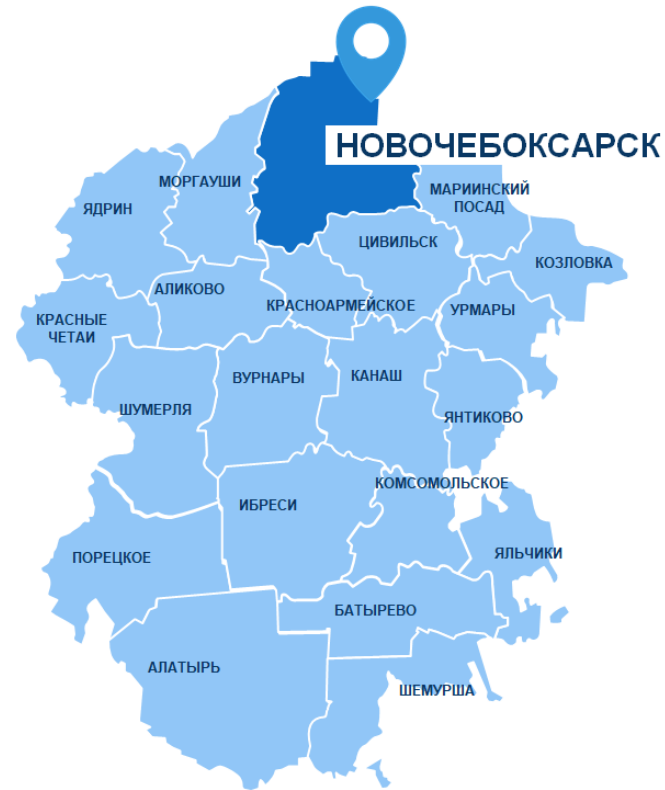 НОВОЧЕБОКСАРСК
МОРГАУШИ
МАРИИНСКИЙ
ПОСАД
ЯДРИН
ЦИВИЛЬСК
КОЗЛОВКА
АЛИКОВО
КРАСНОАРМЕЙСКОЕ
УРМАРЫ
КРАСНЫЕ
ЧЕТАИ
ВУРНАРЫ
КАНАШ
ШУМЕРЛЯ
ЯНТИКОВО
КОМСОМОЛЬСКОЕ
ИБРЕСИ
ПОРЕЦКОЕ
ЯЛЬЧИКИ
БАТЫРЕВО
АЛАТЫРЬ
ШЕМУРША